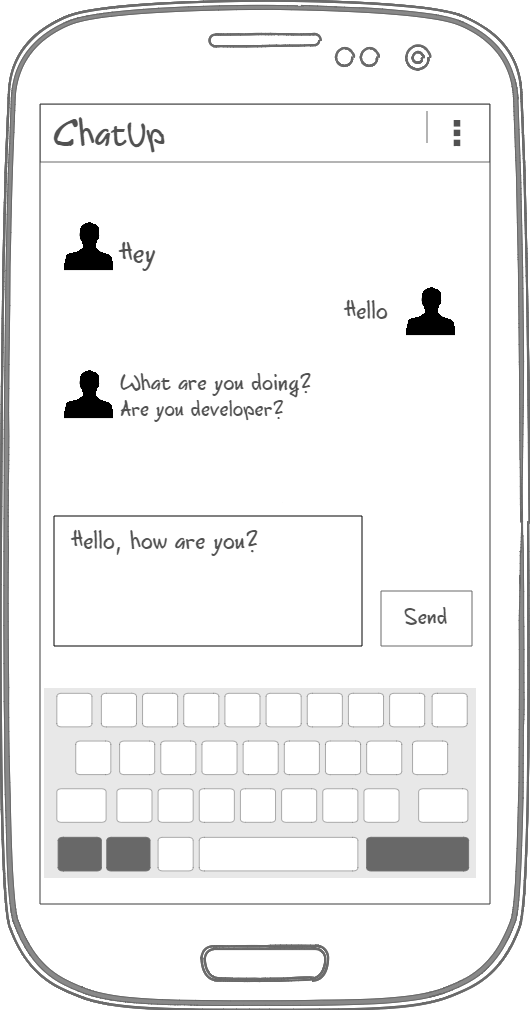 ChatUp
Hey
Hello
What are you doing?
Are you developer?
Hello, how are you?
Send